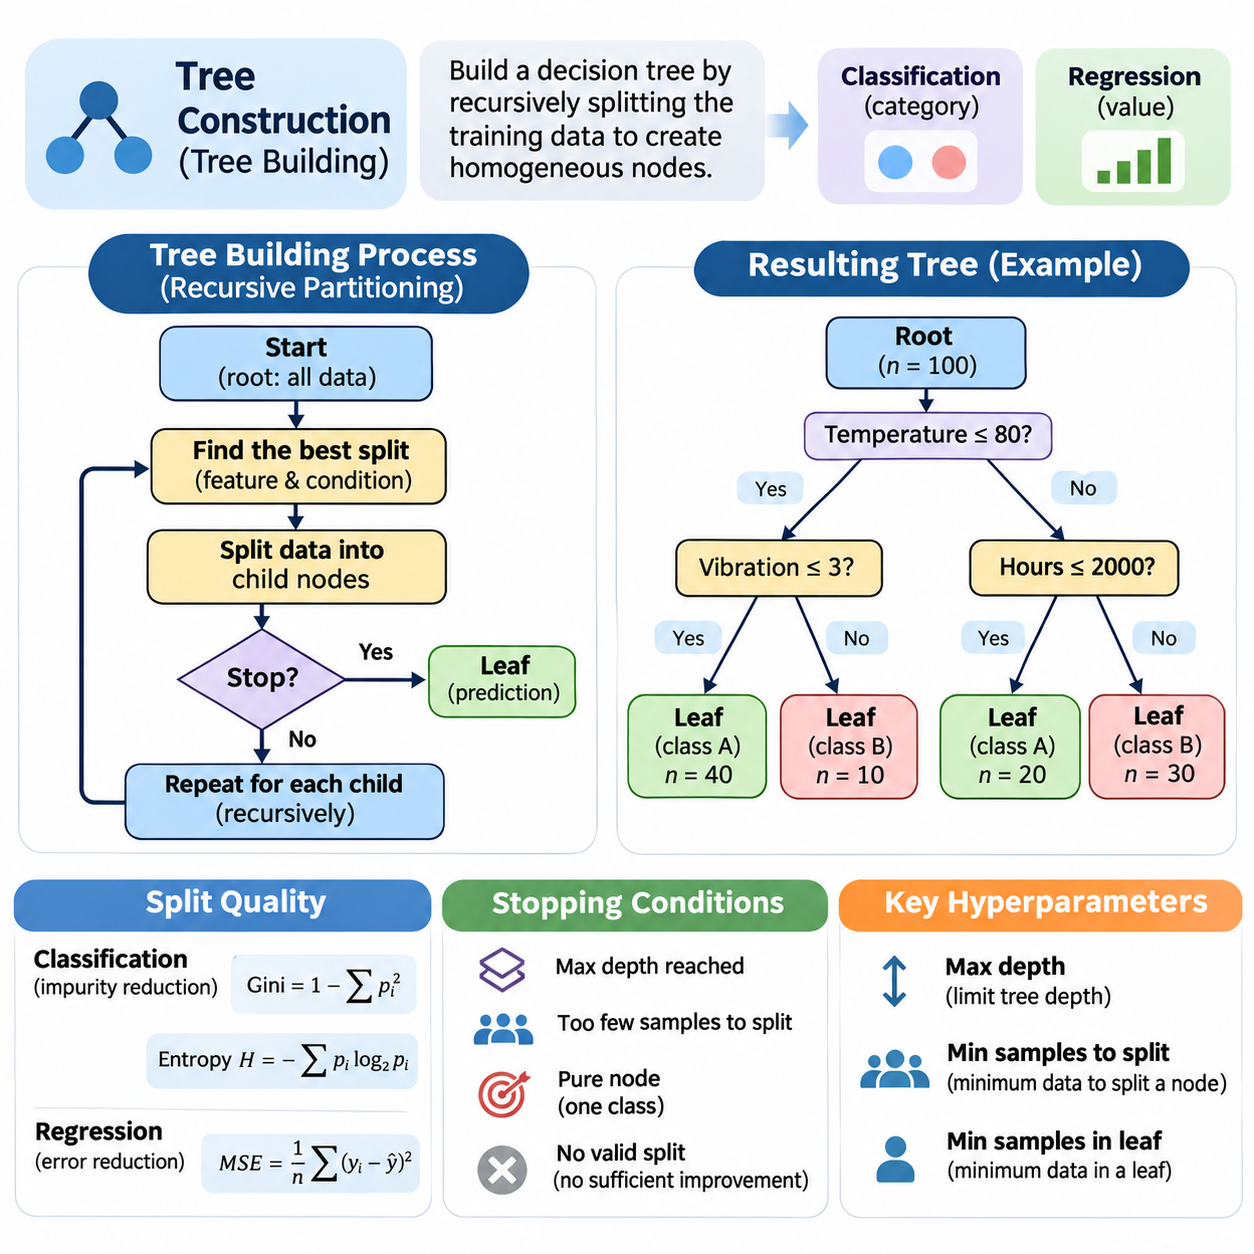 Tree
Construction
(Tree Building)
Build a decision tree by
recursively splitting the
training data to create
homogeneous nodes.
Classification
(category)
Regression
(value)
Tree Building Process
(Recursive Partitioning)
Start
(root: all data)
Find the best split
(feature & condition)
Split data into
child nodes
Stop?
Yes
Leaf
(prediction)
No
Repeat for each child
(recursively)
Resulting Tree (Example)
Root
(n = 100)
Temperature ≤ 80?
Yes
No
Vibration ≤ 3?
Hours ≤ 2000?
Yes
No
Yes
No
Leaf
(class A)
n = 40
Leaf
(class B)
n = 10
Leaf
(class A)
n = 20
Leaf
(class B)
n = 30
Split Quality
Classification
(impurity reduction)
Gini = 1 − ∑ p_i^2
Entropy H = − ∑ p_i log_2 p_i
Regression
(error reduction)
MSE = 1/n ∑(y_i − ŷ)^2
Stopping Conditions
Max depth reached
Too few samples to split
Pure node
(one class)
No valid split
(no sufficient improvement)
Key Hyperparameters
Max depth
(limit tree depth)
Min samples to split
(minimum data to split a node)
Min samples in leaf
(minimum data in a leaf)